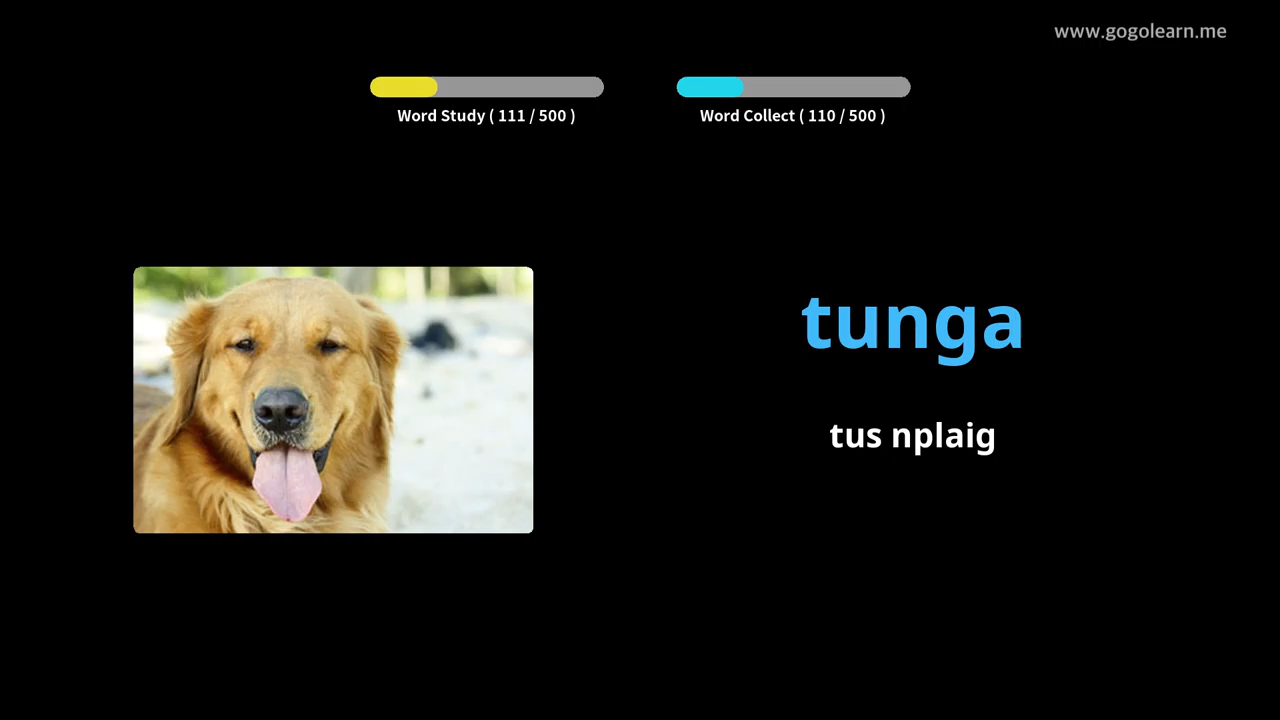 www.gogolearn.me
Word Study ( 111 / 500 )
Word Collect ( 110 / 500 )
tunga
tus nplaig